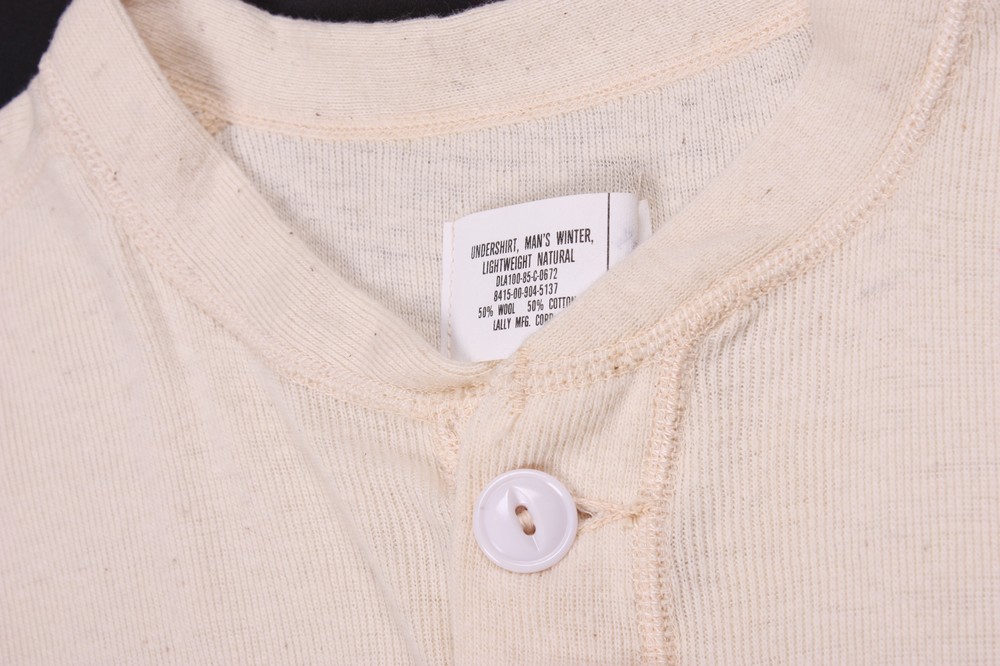 UNDERSHIRT, MAN'S WINTER,
LIGHTWEIGHT NATURAL
DLA100-85-C-0672
8415-00-904-5137
50% WOOL 50% COTTON
LALLY MFG. CORP